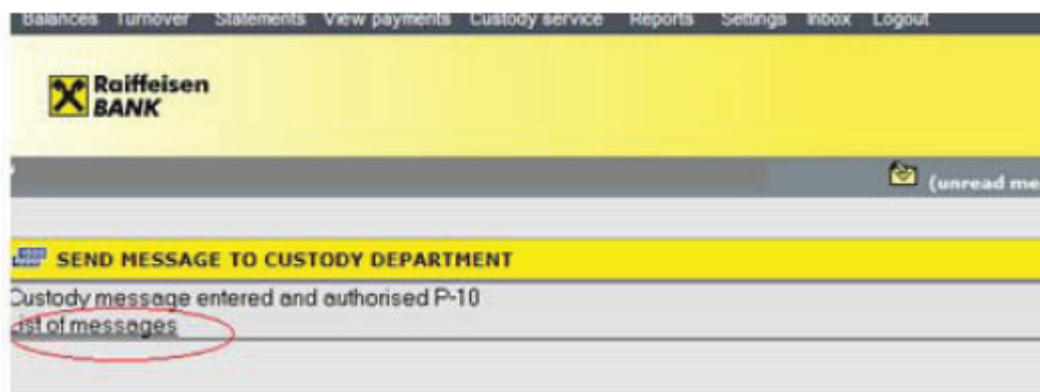 Balances Turnover Statements View payments Custody service Reports Settings Inbox Logout
Raiffeisen
BANK
(unread me
SEND MESSAGE TO CUSTODY DEPARTMENT
Custody message entered and authorised P-10
List of messages